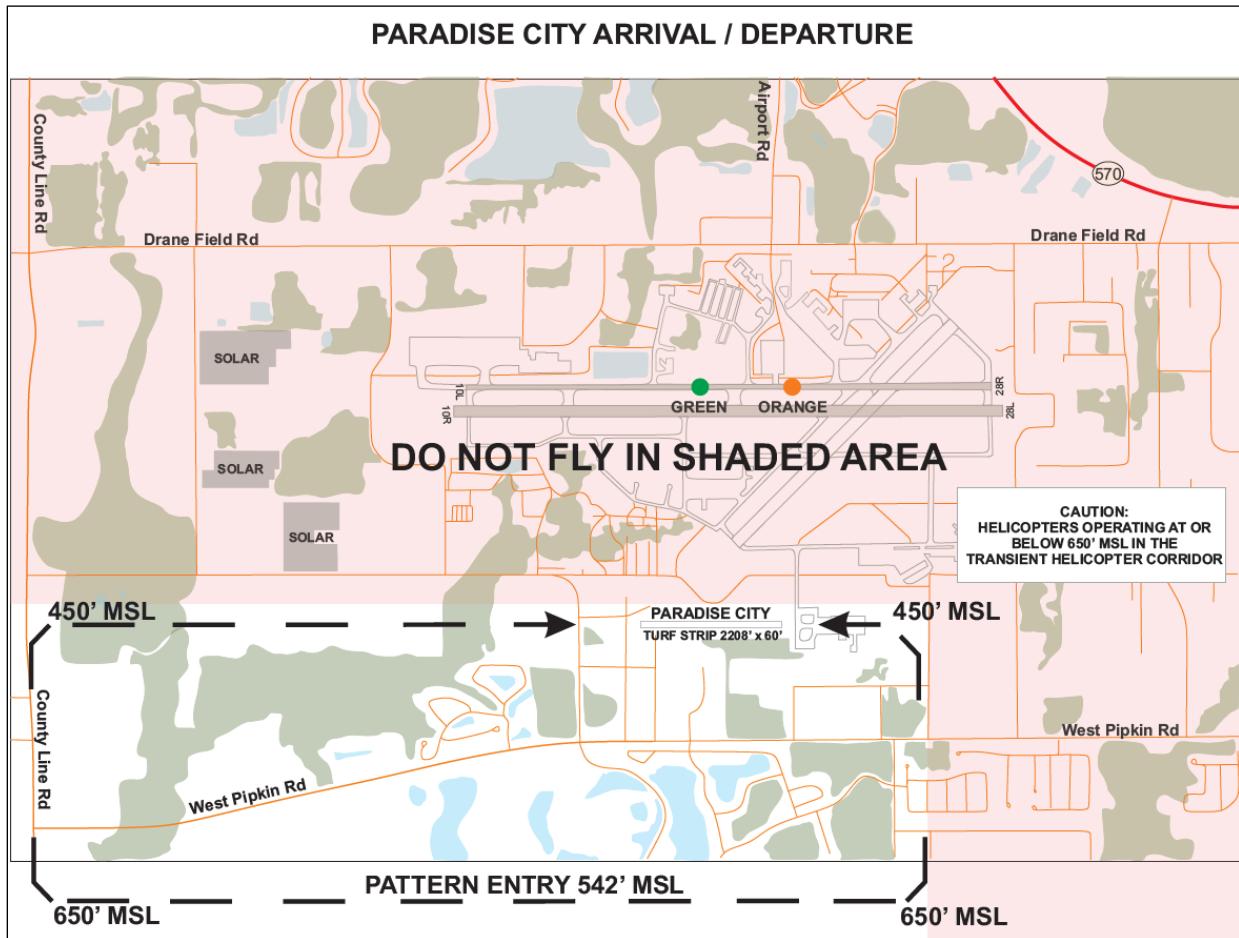 PARADISE CITY ARRIVAL / DEPARTURE
County Line Rd
Airport Rd
570
Drane Field Rd
Drane Field Rd
SOLAR
10L
28R
GREEN
ORANGE
10R
28L
DO NOT FLY IN SHADED AREA
SOLAR
SOLAR
CAUTION:
HELICOPTERS OPERATING AT OR
BELOW 650' MSL IN THE
TRANSIENT HELICOPTER CORRIDOR
450' MSL
PARADISE CITY
450' MSL
TURF STRIP 2208' x 60'
County Line Rd
West Pipkin Rd
West Pipkin Rd
PATTERN ENTRY 542' MSL
650' MSL
650' MSL